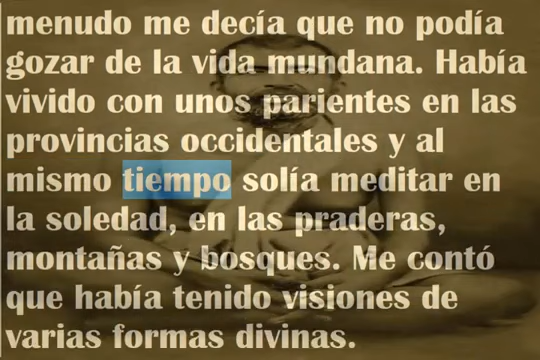 menudo me decía que no podía
gozar de la vida mundana. Había
vivido con unos parientes en las
provincias occidentales y al
mismo tiempo solía meditar en
la soledad, en las praderas,
montañas y bosques. Me contó
que había tenido visiones de
varias formas divinas.